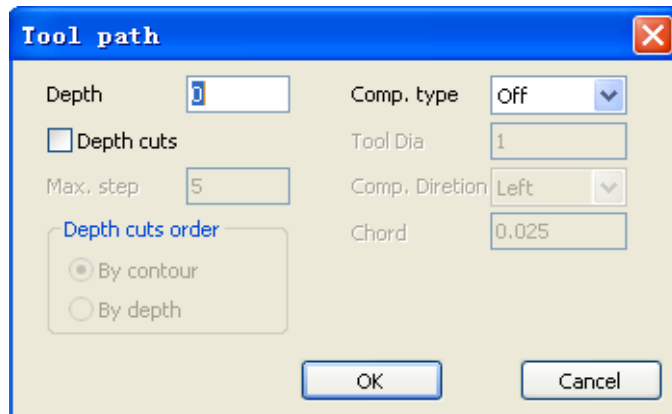 Tool path
Depth 0 Comp. type Off
Depth cuts Tool Dia 1
Max. step 5 Comp. Diretion Left
Depth cuts order Chord 0.025
By contour
By depth
OK Cancel